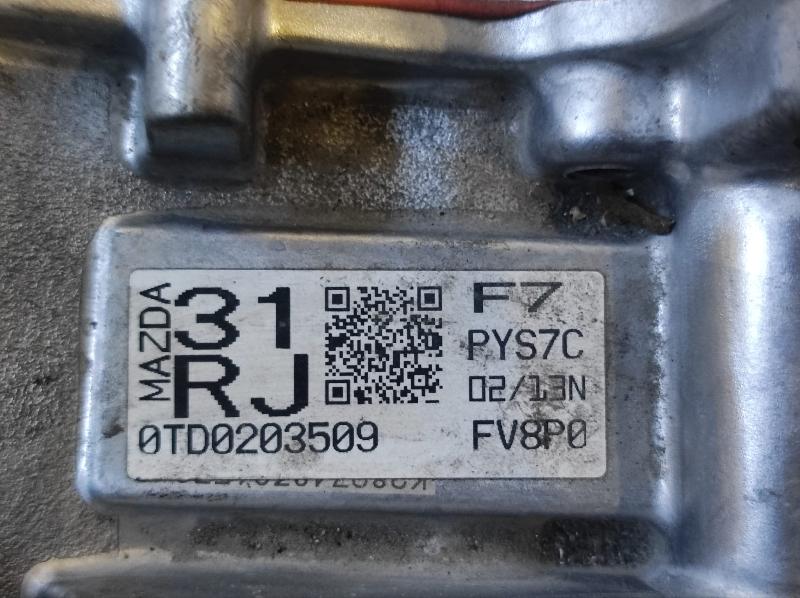 MAZDA
31
RJ
0TD0203509
F7
PYS7C
02/13N
FV8P0